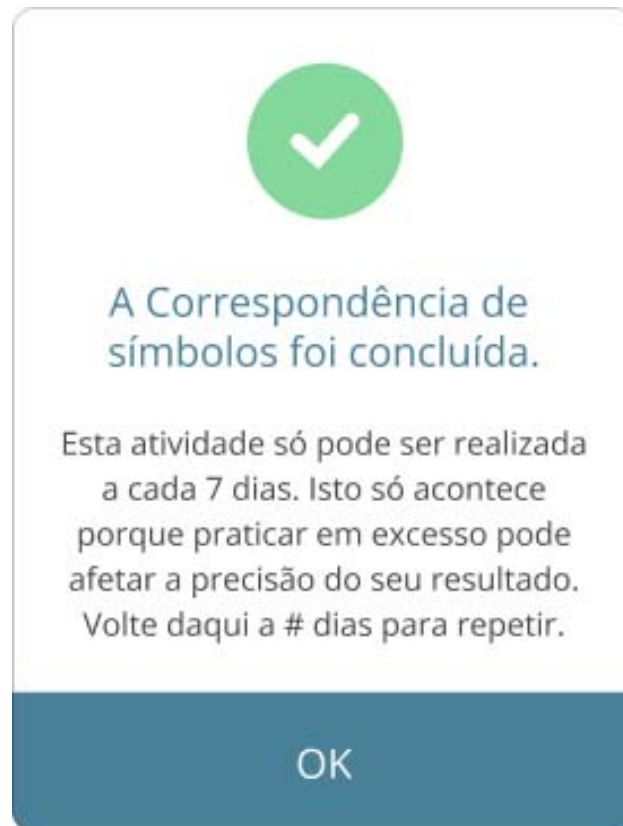 A Correspondência de
símbolos foi concluída.
Esta atividade só pode ser realizada
a cada 7 dias. Isto só acontece
porque praticar em excesso pode
afetar a precisão do seu resultado.
Volte daqui a # dias para repetir.
OK